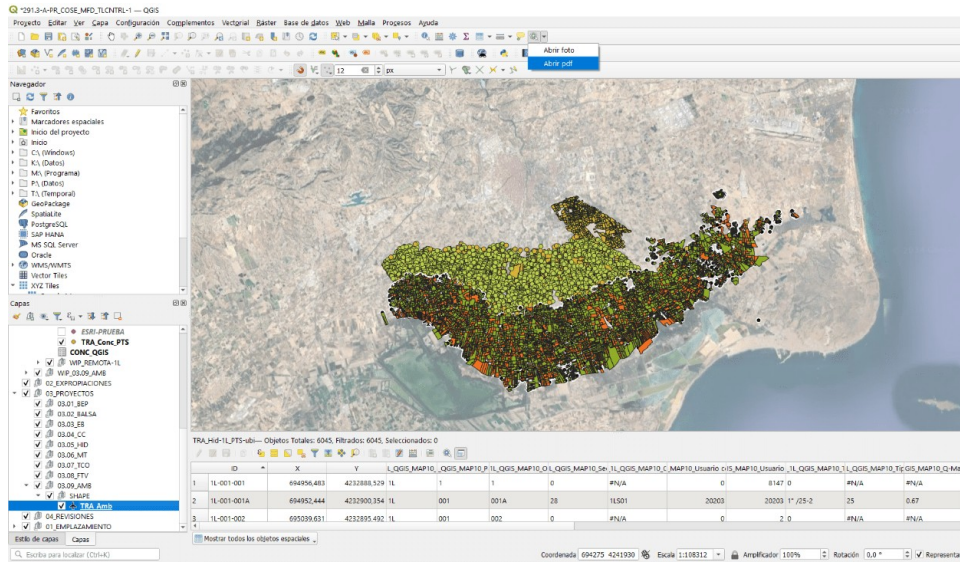 *291.3-A-PR_COSE_MFD_TLCNTRL-1 — QGIS
Proyecto Editar Ver Capa Configuración Complementos Vectorial Ráster Base de datos Web Malla Procesos Ayuda
Abrir foto
Abrir pdf
12 px
Navegador
Favoritos
Marcadores espaciales
Inicio del proyecto
Inicio
C:\ (Windows)
K:\ (Datos)
M:\ (Programa)
P:\ (Datos)
T:\ (Temporal)
GeoPackage
SpatiaLite
PostgreSQL
SAP HANA
MS SQL Server
Oracle
WMS/WMTS
Vector Tiles
XYZ Tiles
Capas
ESRI-PRUEBA
TRA_Conc_PTS
CONC_QGIS
WIP_REMOTA-1L
WIP_03.09_AMB
02_EXPROPIACIONES
03_PROYECTOS
03.01_BEP
03.02_BALSA
03.03_EB
03.04_CC
03.05_HID
03.06_MT
03.07_TCO
03.08_FTV
03.09_AMB
SHAPE
TRA_Amb
04_REVISIONES
01_EMPLAZAMIENTO
Estilo de capas Capas
TRA_Hid-1L_PTS-ubi— Objetos Totales: 6045, Filtrados: 6045, Seleccionados: 0
ID X Y
1 1L-001-001 694956,483 4232888,529 1L 1 1 0 #N/A 0 8147 0 #N/A #N/A
2 1L-001-001A 694952,444 4232900,354 1L 001 001A 28 1LS01 20203 20203 1" /25-2 25 0.67
3 1L-001-002 695039,631 4232895,492 1L 001 002 0 #N/A 0 2 0 #N/A #N/A
Mostrar todos los objetos espaciales
Escriba para localizar (Ctrl+K)
Coordenada 694275 4241930 Escala 1:108312 Amplificador 100% Rotación 0,0 ° Representa